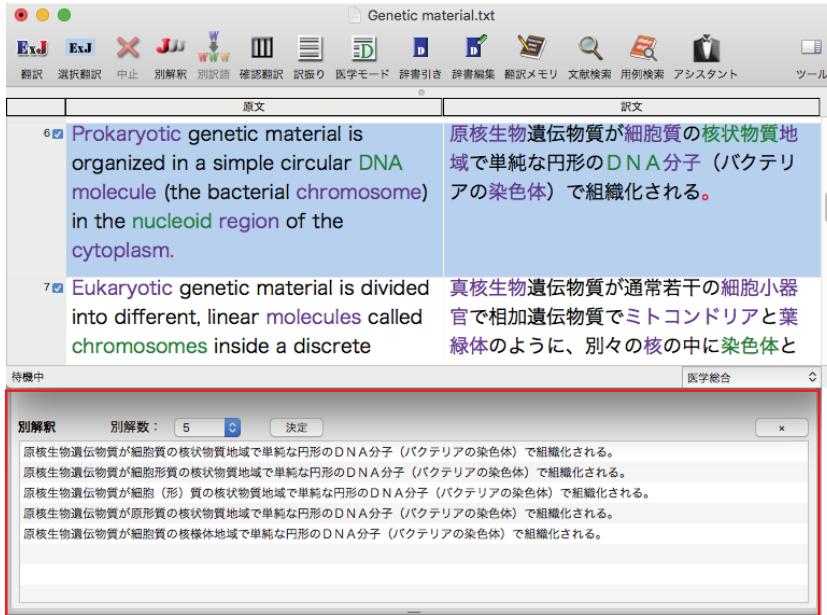 Genetic material.txt
ExJ ExJ JJJ W WWW D D D
翻訳 選択翻訳 中止 別解釈 別訳語 確認翻訳 訳振り 医学モード 辞書引き 辞書編集 翻訳メモリ 文献検索 用例検索 アシスタント ツール
原文 訳文
6 Prokaryotic genetic material is
organized in a simple circular DNA
molecule (the bacterial chromosome)
in the nucleoid region of the
cytoplasm.
原核生物遺伝物質が細胞質の核状物質地
域で単純な円形のＤＮＡ分子（バクテリ
アの染色体）で組織化される。
7 Eukaryotic genetic material is divided
into different, linear molecules called
chromosomes inside a discrete
真核生物遺伝物質が通常若干の細胞小器
官で相加遺伝物質でミトコンドリアと葉
緑体のように、別々の核の中に染色体と
待機中 医学総合
別解釈 別解数： 5 決定 ×
原核生物遺伝物質が細胞質の核状物質地域で単純な円形のＤＮＡ分子（バクテリアの染色体）で組織化される。
原核生物遺伝物質が細胞形質の核状物質地域で単純な円形のＤＮＡ分子（バクテリアの染色体）で組織化される。
原核生物遺伝物質が細胞（形）質の核状物質地域で単純な円形のＤＮＡ分子（バクテリアの染色体）で組織化される。
原核生物遺伝物質が原形質の核状物質地域で単純な円形のＤＮＡ分子（バクテリアの染色体）で組織化される。
原核生物遺伝物質が細胞質の核様体地域で単純な円形のＤＮＡ分子（バクテリアの染色体）で組織化される。